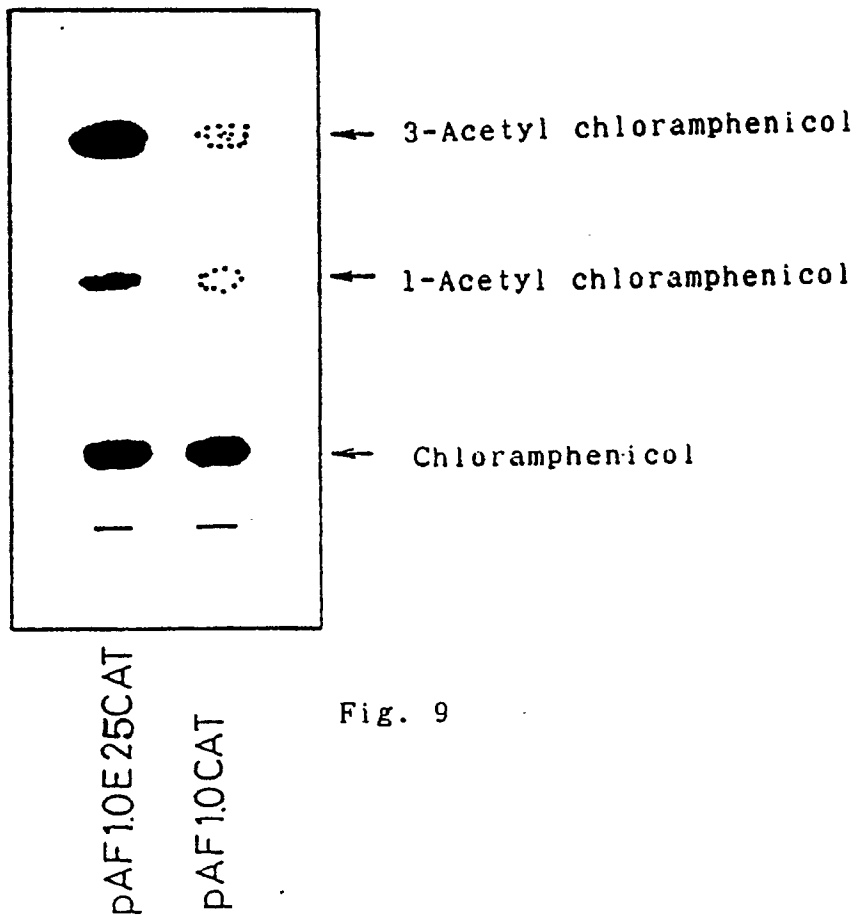 3-Acetyl chloramphenicol
1-Acetyl chloramphenicol
Chloramphenicol
Fig. 9
pAF1.0E25CAT
pAF1.0CAT